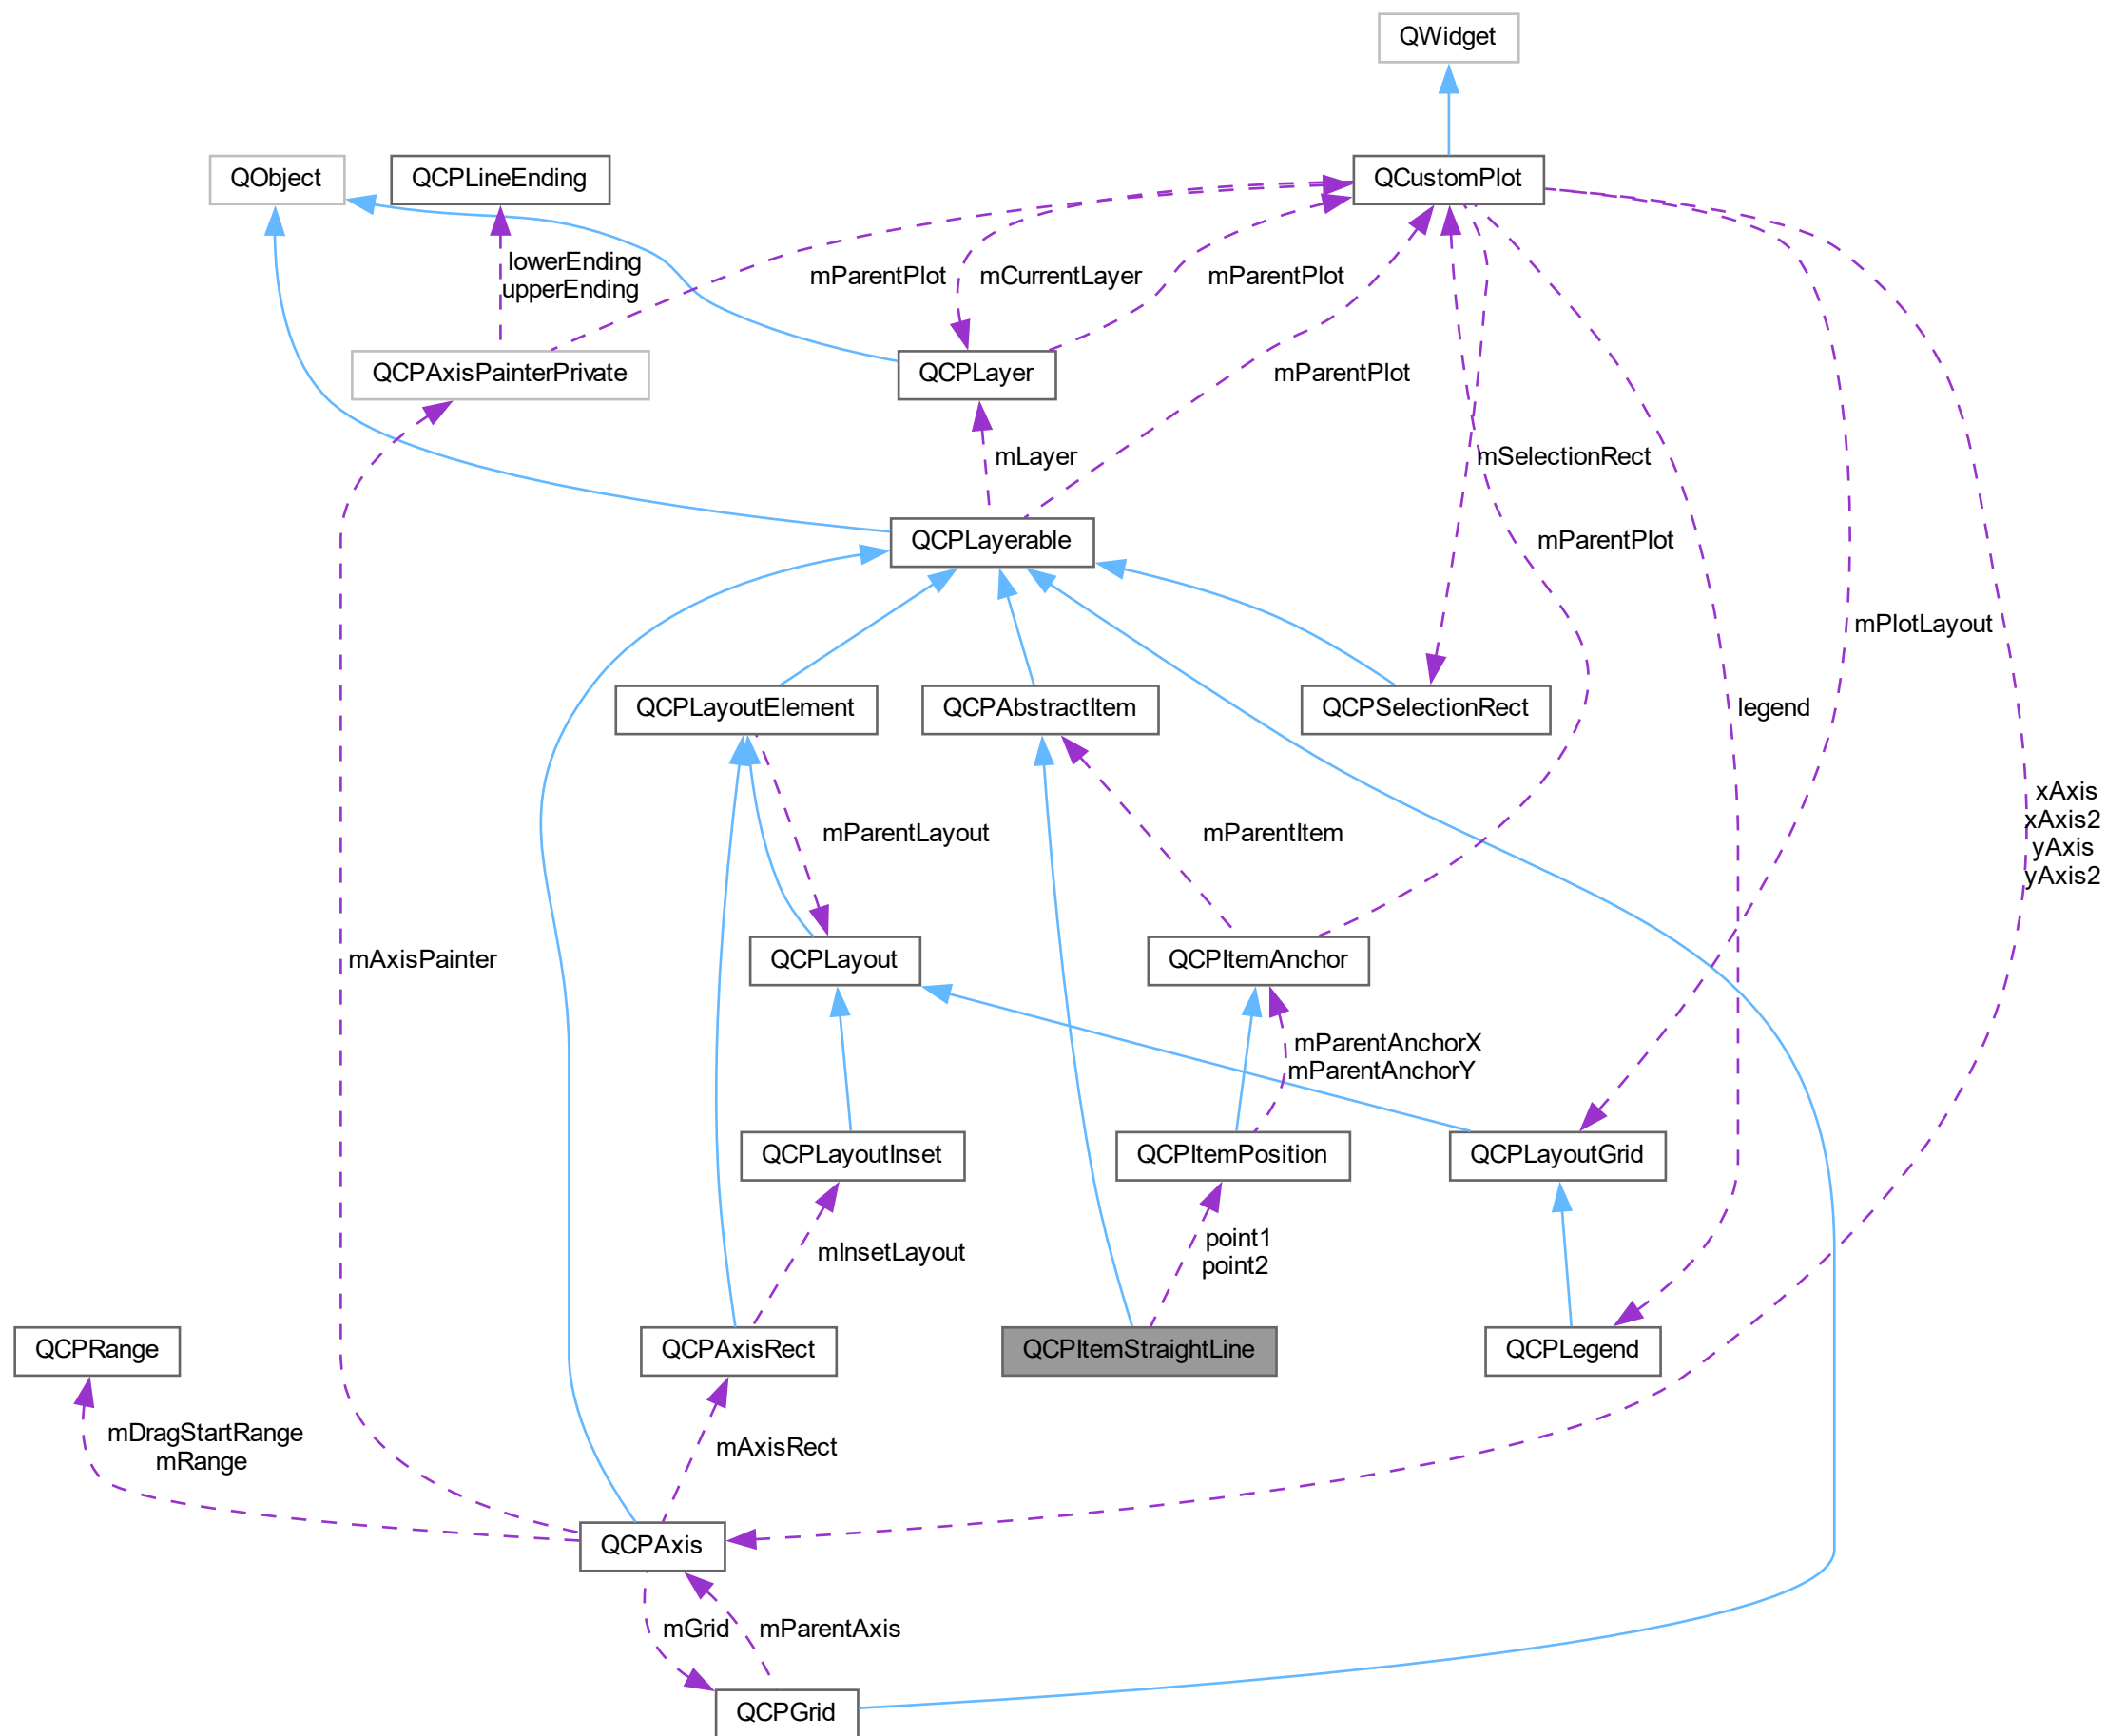 QWidget
QObject
QCPLineEnding
QCustomPlot
lowerEnding
upperEnding
mParentPlot
mCurrentLayer
mParentPlot
QCPAxisPainterPrivate
QCPLayer
mParentPlot
mLayer
mSelectionRect
QCPLayerable
mParentPlot
mPlotLayout
QCPLayoutElement
QCPAbstractItem
QCPSelectionRect
legend
xAxis
xAxis2
yAxis
yAxis2
mParentLayout
mParentItem
mAxisPainter
QCPLayout
QCPItemAnchor
mParentAnchorX
mParentAnchorY
QCPLayoutInset
QCPItemPosition
QCPLayoutGrid
mInsetLayout
point1
point2
QCPRange
QCPAxisRect
QCPItemStraightLine
QCPLegend
mDragStartRange
mRange
mAxisRect
QCPAxis
mGrid
mParentAxis
QCPGrid